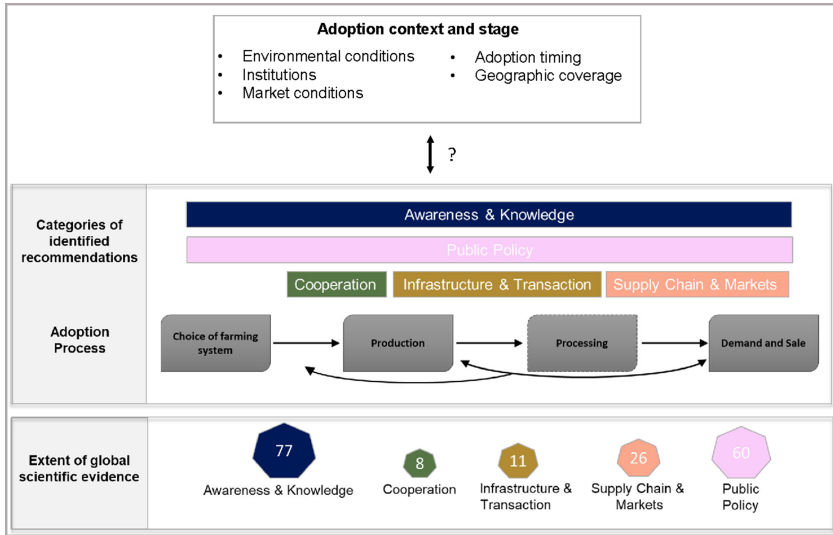 Adoption context and stage
• Environmental conditions
• Institutions
• Market conditions
• Adoption timing
• Geographic coverage
?
Categories of
identified
recommendations
Awareness & Knowledge
Public Policy
Cooperation
Infrastructure & Transaction
Supply Chain & Markets
Adoption
Process
Choice of farming
system
Production
Processing
Demand and Sale
Extent of global
scientific evidence
77
Awareness & Knowledge
8
Cooperation
11
Infrastructure &
Transaction
26
Supply Chain &
Markets
60
Public
Policy